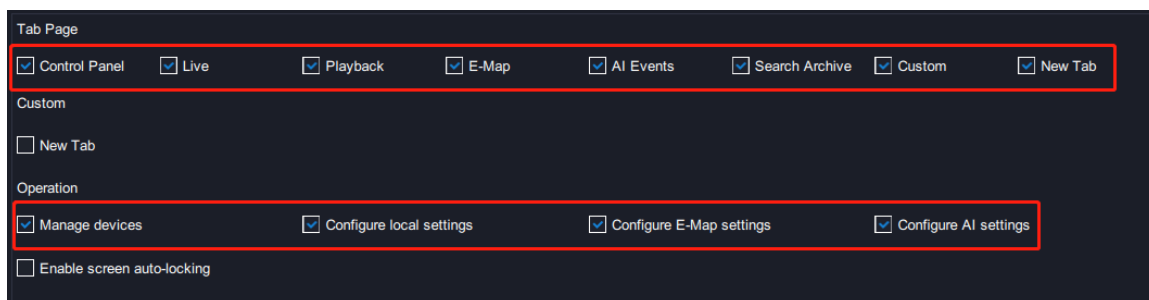 Tab Page
Control Panel Live Playback E-Map AI Events Search Archive Custom New Tab
Custom
New Tab
Operation
Manage devices Configure local settings Configure E-Map settings Configure AI settings
Enable screen auto-locking